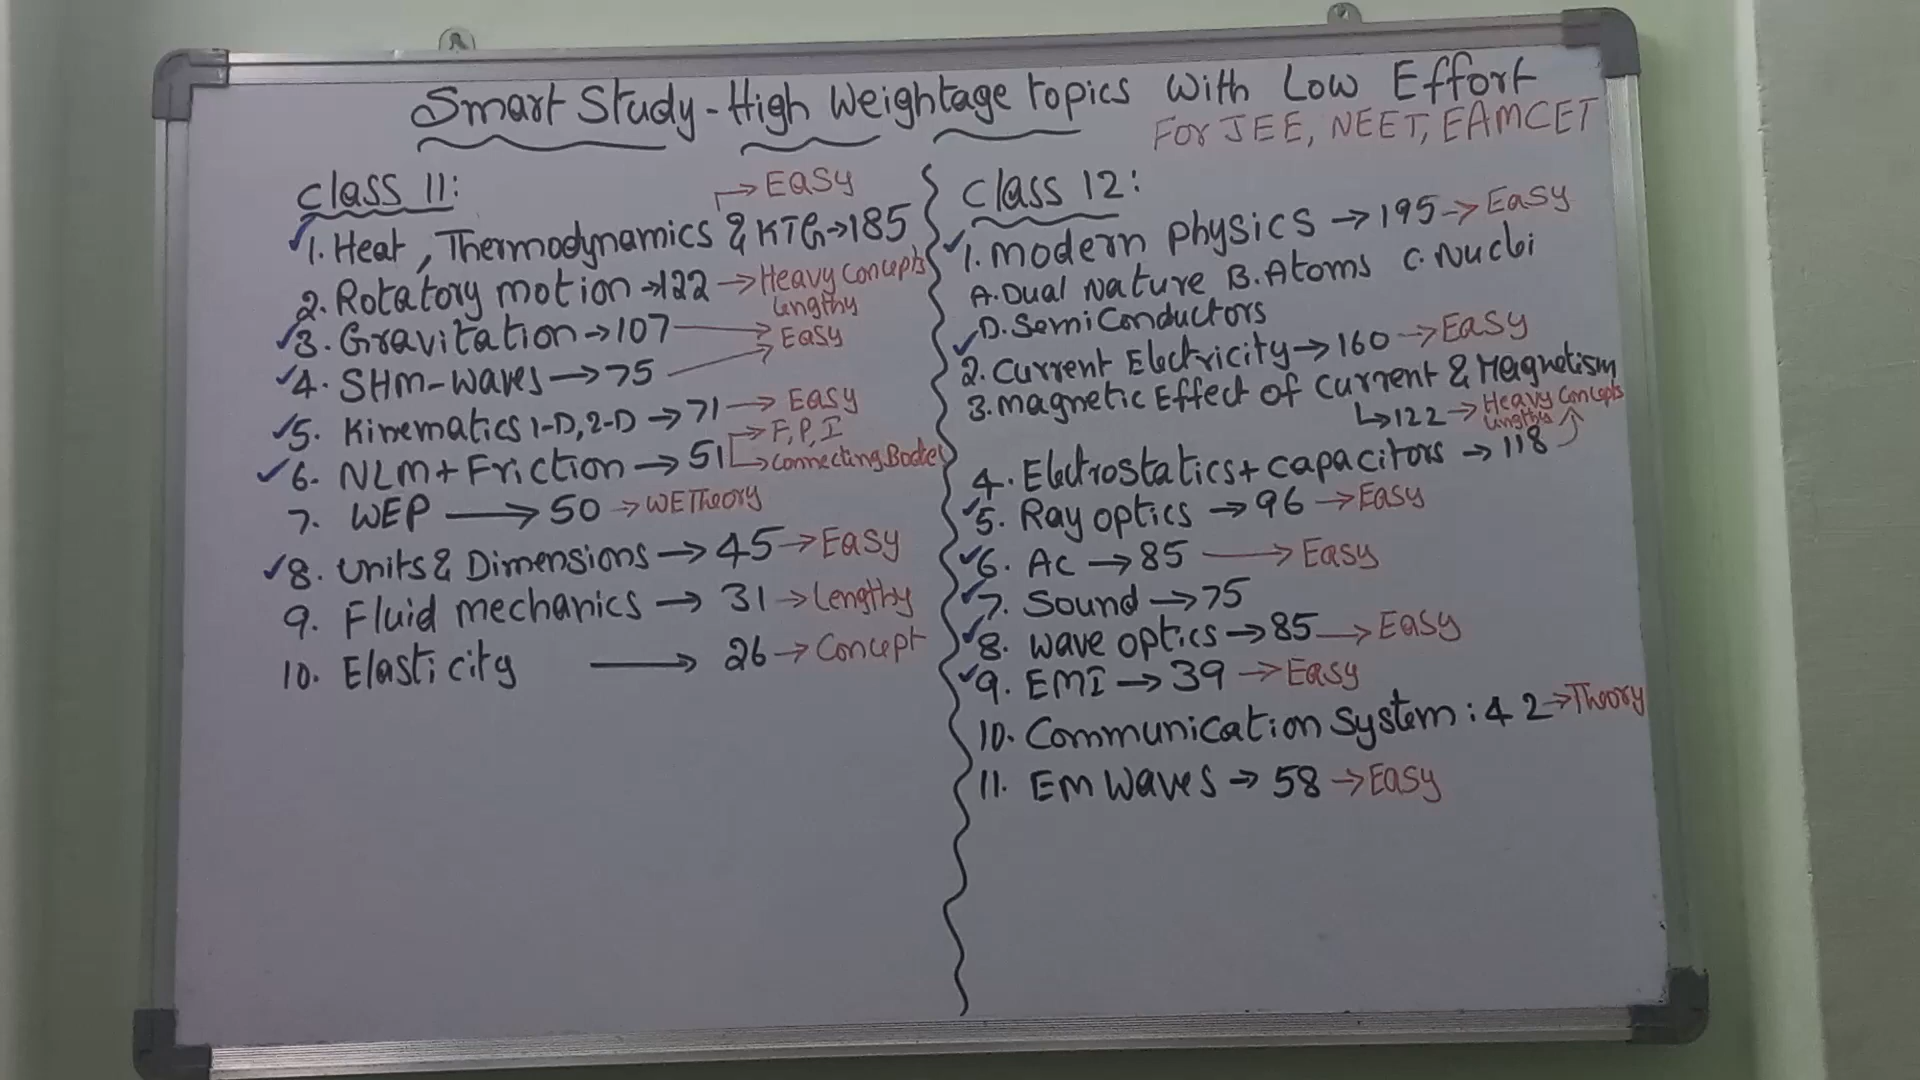 Smart Study - High Weightage topics With Low Effort
For JEE, NEET, EAMCET
Class 11:
→ Easy
1. Heat, Thermodynamics & KTG → 185
2. Rotatory motion → 122 → Heavy Concepts
Lengthy
3. Gravitation → 107 → Easy
4. SHM-Waves → 75
5. Kinematics 1-D, 2-D → 71 → Easy
→ F, P, I
6. NLM + Friction → 51 → Connecting Bodies
7. WEP → 50 → WE Theory
8. Units & Dimensions → 45 → Easy
9. Fluid mechanics → 31 → Lengthy
10. Elasticity → 26 → Concept
Class 12:
1. Modern physics → 195 → Easy
A. Dual Nature B. Atoms C. Nuclei
D. SemiConductors
2. Current Electricity → 160 → Easy
3. Magnetic Effect of Current & Magnetism
↳ 122 → Heavy Concepts
Lengthy
4. Electrostatics + Capacitors → 118
5. Ray optics → 96 → Easy
6. AC → 85 → Easy
7. Sound → 75
8. Wave optics → 85 → Easy
9. EMI → 39 → Easy
10. Communication System : 42 → Theory
11. EM Waves → 58 → Easy